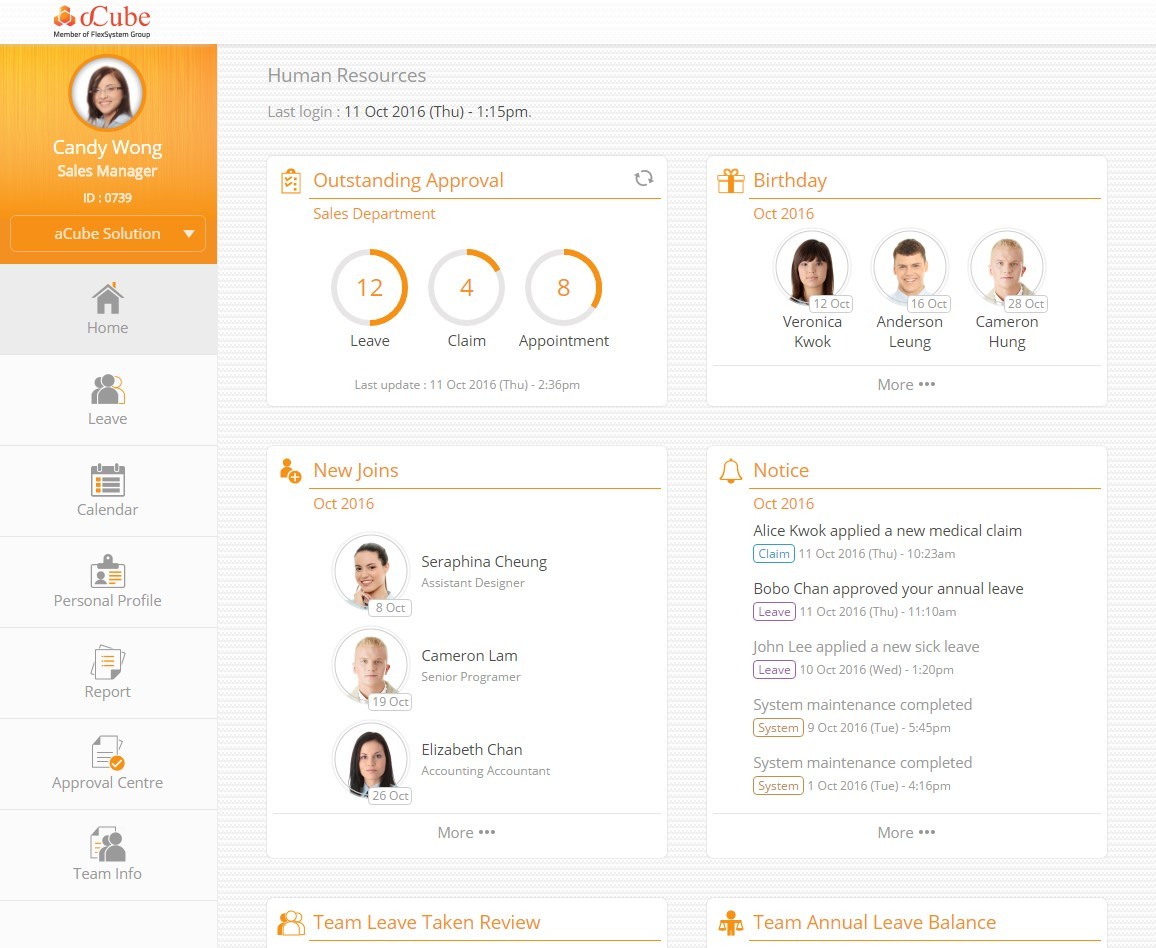 aCube
Member of FlexSystem Group
Candy Wong
Sales Manager
ID : 0739
aCube Solution
Home
Leave
Calendar
Personal Profile
Report
Approval Centre
Team Info
Human Resources
Last login : 11 Oct 2016 (Thu) - 1:15pm.
Outstanding Approval
Sales Department
12
4
8
Leave
Claim
Appointment
Last update : 11 Oct 2016 (Thu) - 2:36pm
Birthday
Oct 2016
12 Oct
16 Oct
28 Oct
Veronica
Kwok
Anderson
Leung
Cameron
Hung
More •••
New Joins
Oct 2016
Seraphina Cheung
Assistant Designer
8 Oct
Cameron Lam
Senior Programer
19 Oct
Elizabeth Chan
Accounting Accountant
26 Oct
More •••
Notice
Oct 2016
Alice Kwok applied a new medical claim
Claim 11 Oct 2016 (Thu) - 10:23am
Bobo Chan approved your annual leave
Leave 11 Oct 2016 (Thu) - 11:10am
John Lee applied a new sick leave
Leave 10 Oct 2016 (Wed) - 1:20pm
System maintenance completed
System 9 Oct 2016 (Tue) - 5:45pm
System maintenance completed
System 1 Oct 2016 (Tue) - 4:16pm
More •••
Team Leave Taken Review
Team Annual Leave Balance